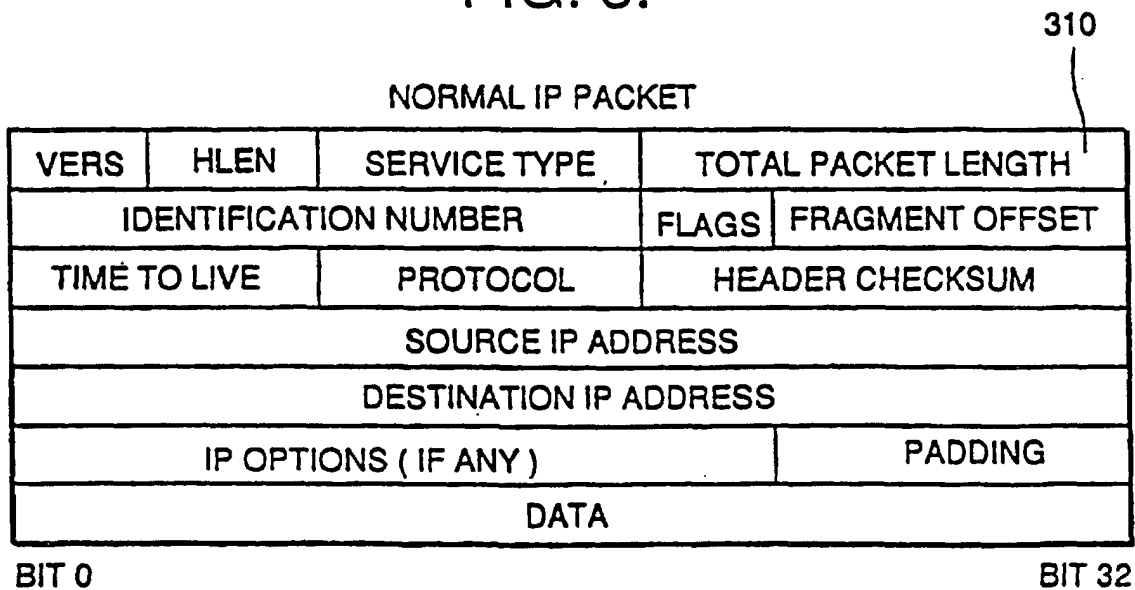 310
NORMAL IP PACKET
VERS HLEN SERVICE TYPE TOTAL PACKET LENGTH
IDENTIFICATION NUMBER FLAGS FRAGMENT OFFSET
TIME TO LIVE PROTOCOL HEADER CHECKSUM
SOURCE IP ADDRESS
DESTINATION IP ADDRESS
IP OPTIONS ( IF ANY ) PADDING
DATA
BIT 0 BIT 32